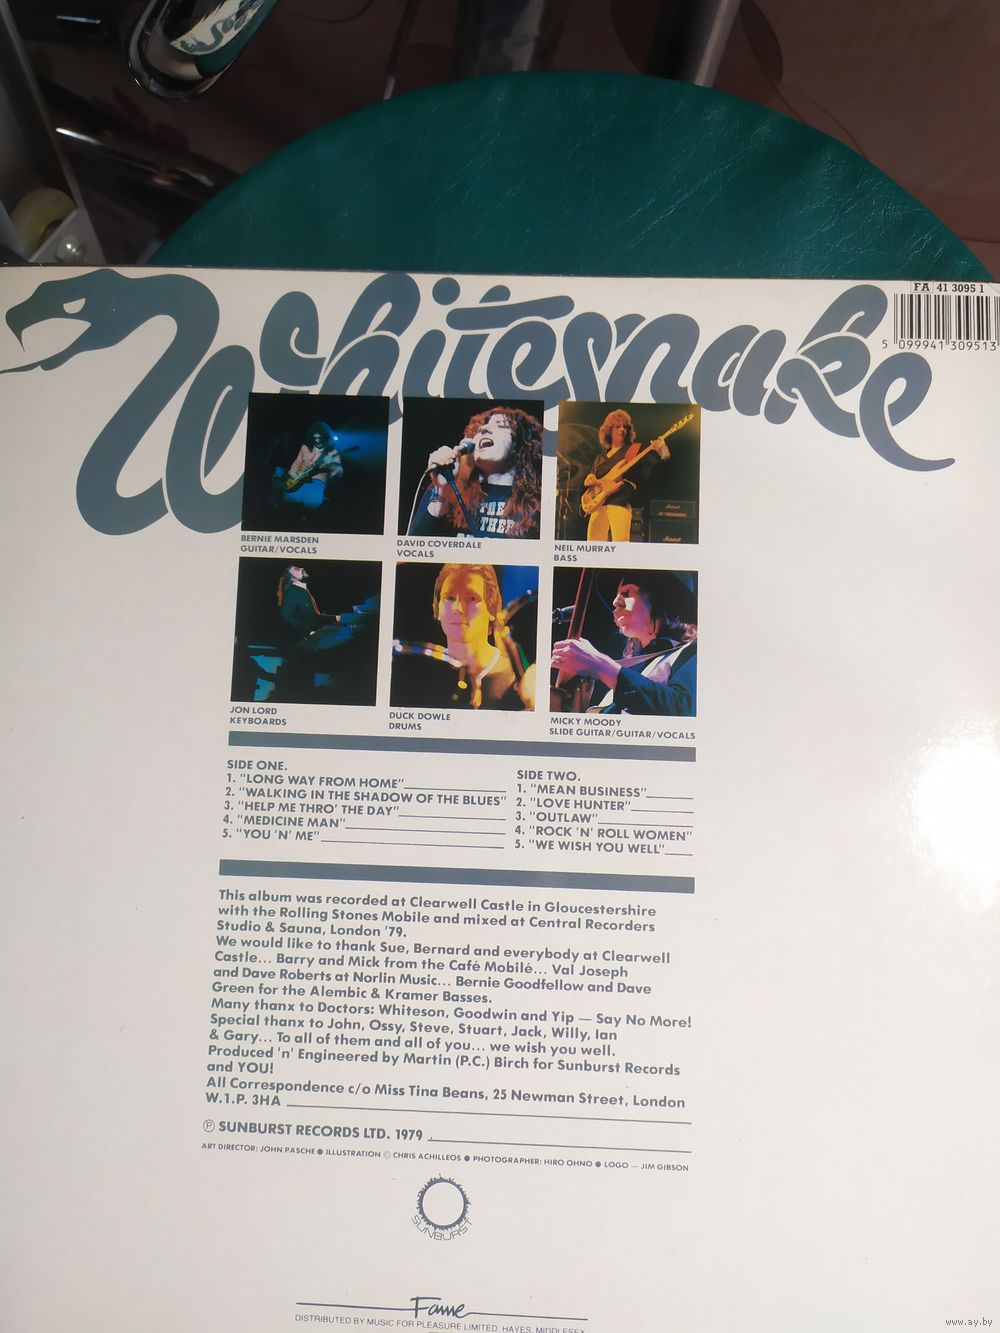 Whitesnake
FA 41 3095 1
5 099941 309513
BERNIE MARSDEN
GUITAR/VOCALS
DAVID COVERDALE
VOCALS
NEIL MURRAY
BASS
JON LORD
KEYBOARDS
DUCK DOWLE
DRUMS
MICKY MOODY
SLIDE GUITAR/GUITAR/VOCALS
SIDE ONE.
1. "LONG WAY FROM HOME"
2. "WALKING IN THE SHADOW OF THE BLUES"
3. "HELP ME THRO' THE DAY"
4. "MEDICINE MAN"
5. "YOU 'N' ME"
SIDE TWO.
1. "MEAN BUSINESS"
2. "LOVE HUNTER"
3. "OUTLAW"
4. "ROCK 'N' ROLL WOMEN"
5. "WE WISH YOU WELL"
This album was recorded at Clearwell Castle in Gloucestershire
with the Rolling Stones Mobile and mixed at Central Recorders
Studio & Sauna, London '79.
We would like to thank Sue, Bernard and everybody at Clearwell
Castle... Barry and Mick from the Café Mobilé... Val Joseph
and Dave Roberts at Norlin Music... Bernie Goodfellow and Dave
Green for the Alembic & Kramer Basses.
Many thanx to Doctors: Whiteson, Goodwin and Yip — Say No More!
Special thanx to John, Ossy, Steve, Stuart, Jack, Willy, Ian
& Gary... To all of them and all of you... we wish you well.
Produced 'n' Engineered by Martin (P.C.) Birch for Sunburst Records
and YOU!
All Correspondence c/o Miss Tina Beans, 25 Newman Street, London
W.1.P. 3HA
Ⓟ SUNBURST RECORDS LTD. 1979
ART DIRECTOR: JOHN PASCHE ● ILLUSTRATION © CHRIS ACHILLEOS ● PHOTOGRAPHER: HIRO OHNO ● LOGO — JIM GIBSON
SUNBURST
Fame
DISTRIBUTED BY MUSIC FOR PLEASURE LIMITED, HAYES, MIDDLESEX
www.ay.by